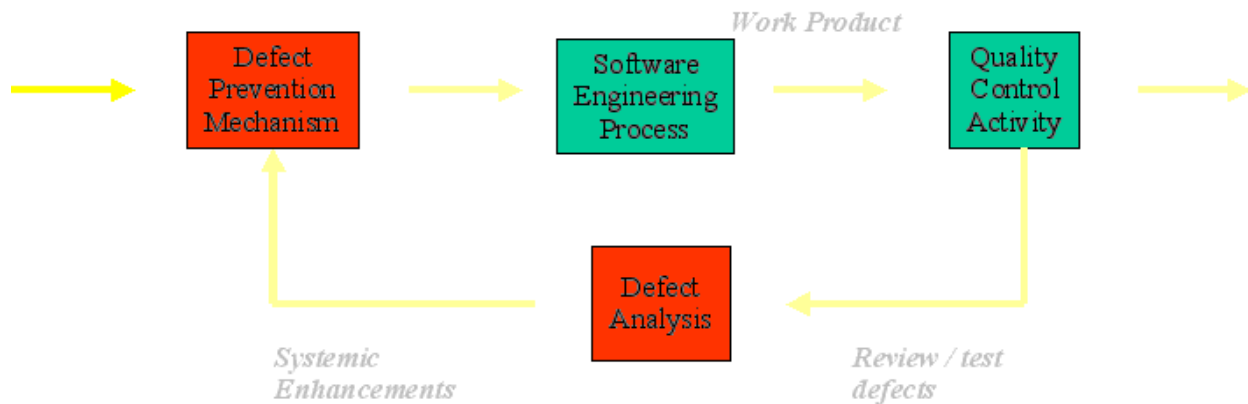 Work Product
Defect
Prevention
Mechanism
Software
Engineering
Process
Quality
Control
Activity
Defect
Analysis
Systemic
Enhancements
Review / test
defects